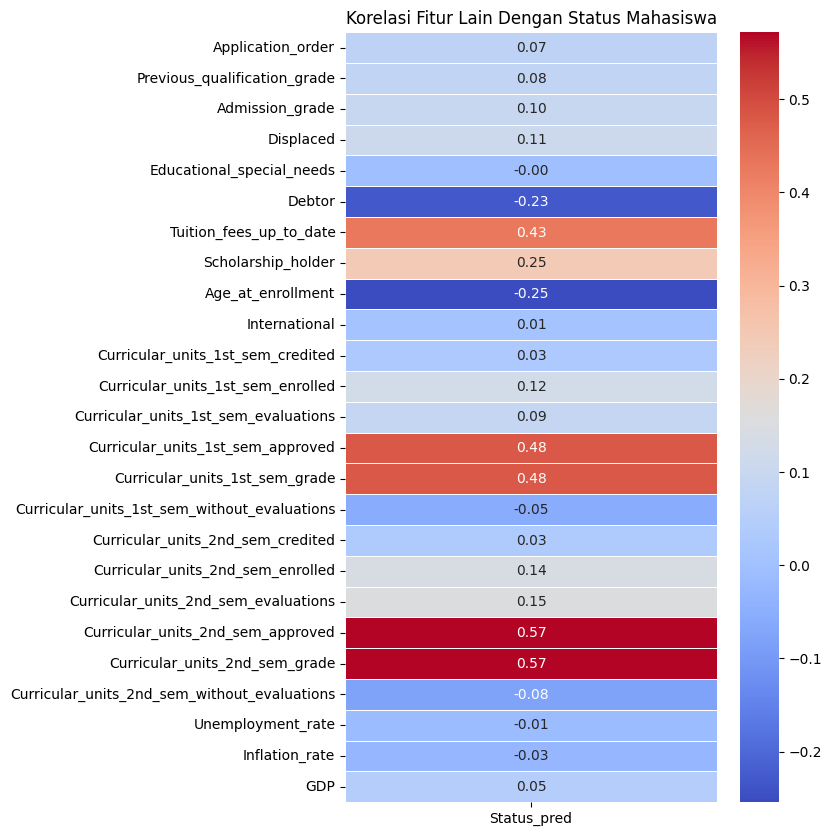 Korelasi Fitur Lain Dengan Status Mahasiswa
Application_order 0.07
Previous_qualification_grade 0.08
Admission_grade 0.10
Displaced 0.11
Educational_special_needs -0.00
Debtor -0.23
Tuition_fees_up_to_date 0.43
Scholarship_holder 0.25
Age_at_enrollment -0.25
International 0.01
Curricular_units_1st_sem_credited 0.03
Curricular_units_1st_sem_enrolled 0.12
Curricular_units_1st_sem_evaluations 0.09
Curricular_units_1st_sem_approved 0.48
Curricular_units_1st_sem_grade 0.48
Curricular_units_1st_sem_without_evaluations -0.05
Curricular_units_2nd_sem_credited 0.03
Curricular_units_2nd_sem_enrolled 0.14
Curricular_units_2nd_sem_evaluations 0.15
Curricular_units_2nd_sem_approved 0.57
Curricular_units_2nd_sem_grade 0.57
Curricular_units_2nd_sem_without_evaluations -0.08
Unemployment_rate -0.01
Inflation_rate -0.03
GDP 0.05
Status_pred
0.5
0.4
0.3
0.2
0.1
0.0
−0.1
−0.2